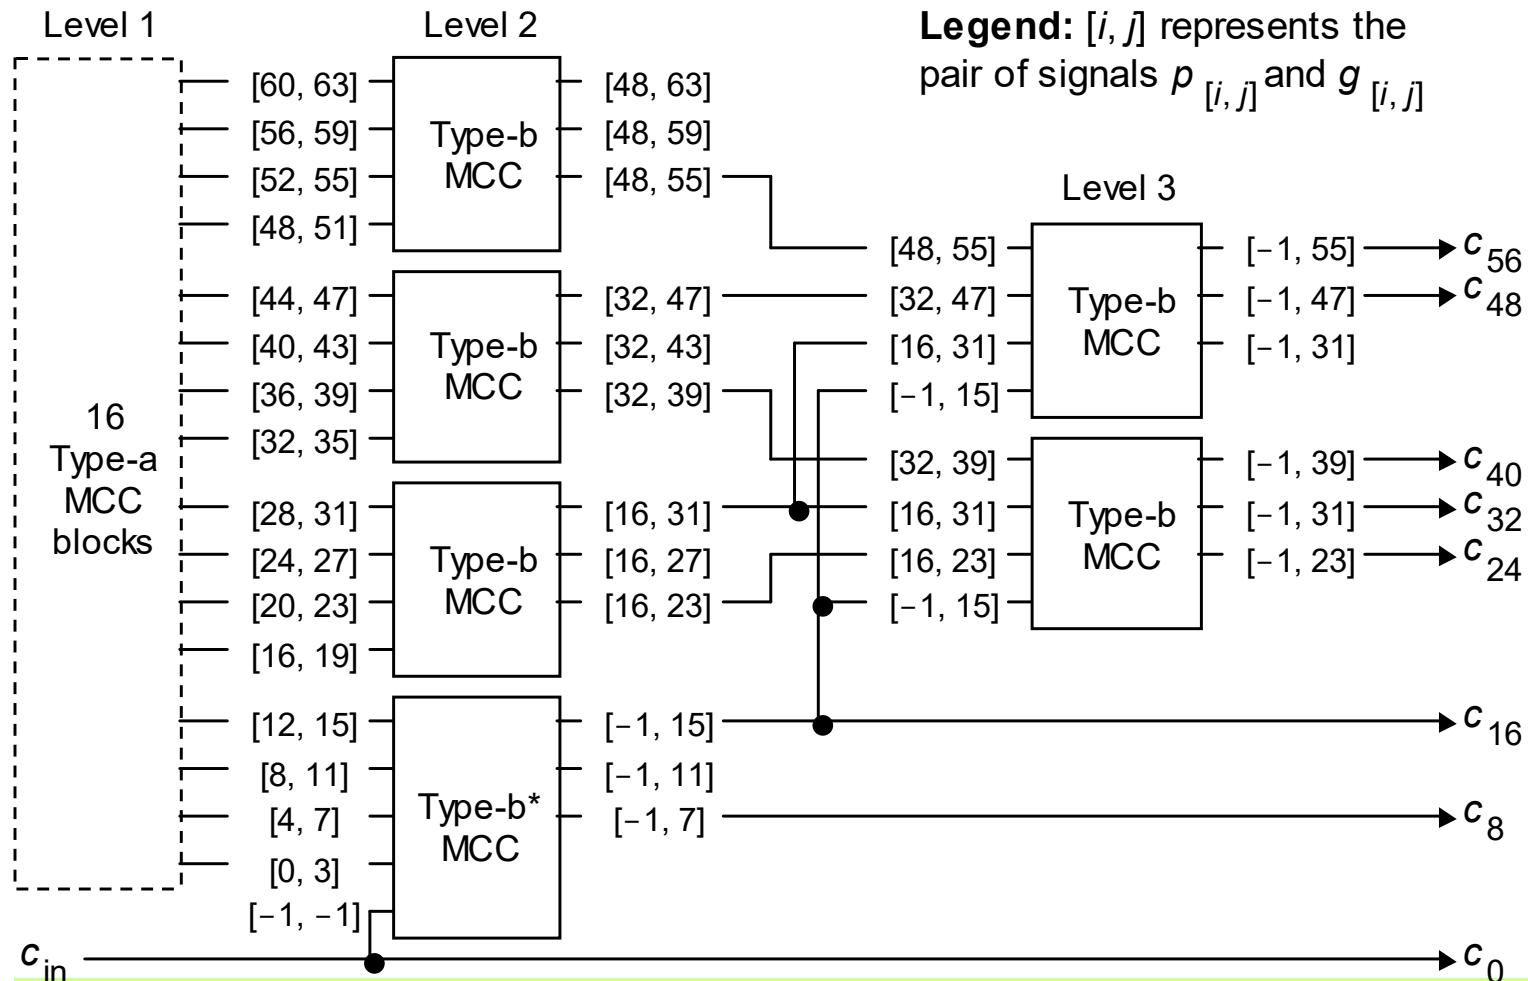 Level 1
Level 2
Legend: [i, j] represents the
pair of signals p [i, j] and g [i, j]
[60, 63]
[56, 59]
[52, 55]
[48, 51]
Type-b
MCC
[48, 63]
[48, 59]
[48, 55]
Level 3
[44, 47]
[40, 43]
[36, 39]
[32, 35]
Type-b
MCC
[32, 47]
[32, 43]
[32, 39]
[48, 55]
[32, 47]
[16, 31]
[−1, 15]
Type-b
MCC
[−1, 55]
[−1, 47]
[−1, 31]
c56
c48
16
Type-a
MCC
blocks
[28, 31]
[24, 27]
[20, 23]
[16, 19]
Type-b
MCC
[16, 31]
[16, 27]
[16, 23]
[32, 39]
[16, 31]
[16, 23]
[−1, 15]
Type-b
MCC
[−1, 39]
[−1, 31]
[−1, 23]
c40
c32
c24
[12, 15]
[8, 11]
[4, 7]
[0, 3]
[−1, −1]
Type-b*
MCC
[−1, 15]
[−1, 11]
[−1, 7]
c16
c8
cin
c0